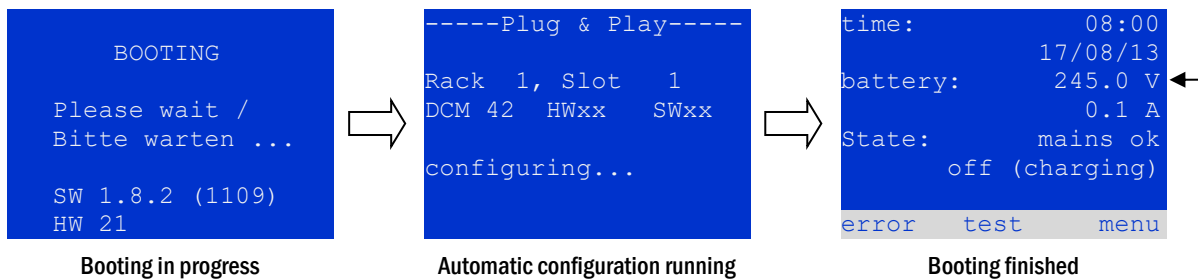 BOOTING
Please wait /
Bitte warten ...
SW 1.8.2 (1109)
HW 21
Booting in progress
-----Plug & Play-----
Rack 1, Slot 1
DCM 42 HWxx SWxx
configuring...
Automatic configuration running
time: 08:00
17/08/13
battery: 245.0 V
0.1 A
State: mains ok
off (charging)
error test menu
Booting finished